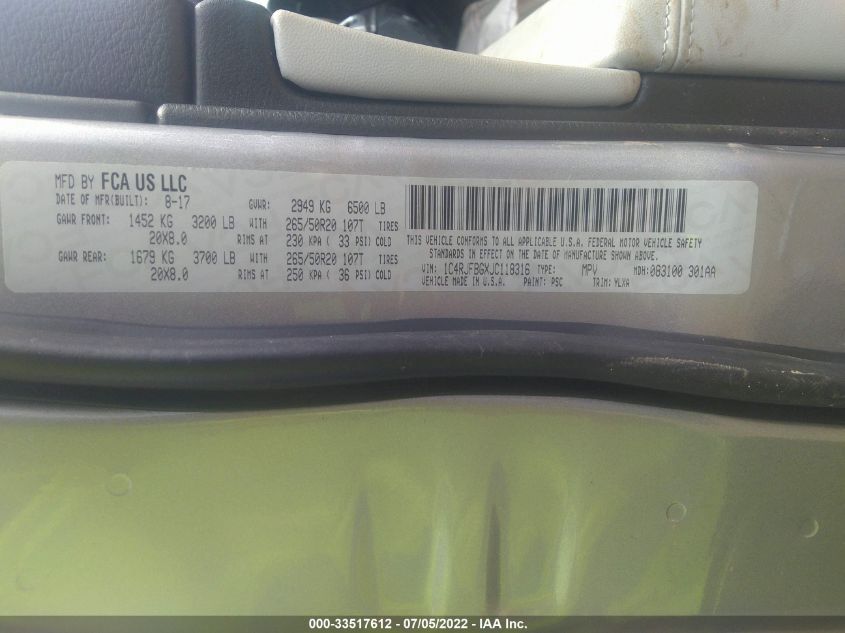 MFD BY FCA US LLC
DATE OF MFR(BUILT): 8-17 GVWR: 2949 KG 6500 LB
GAWR FRONT: 1452 KG 3200 LB WITH 265/50R20 107T TIRES
20X8.0 RIMS AT 230 KPA ( 33 PSI) COLD
GAWR REAR: 1679 KG 3700 LB WITH 265/50R20 107T TIRES
20X8.0 RIMS AT 250 KPA ( 36 PSI) COLD
THIS VEHICLE CONFORMS TO ALL APPLICABLE U.S.A. FEDERAL MOTOR VEHICLE SAFETY
STANDARDS IN EFFECT ON THE DATE OF MANUFACTURE SHOWN ABOVE.
VIN: 1C4RJFBGXJC118316 TYPE: MPV MDH: 083100 301AA
VEHICLE MADE IN U.S.A. PAINT: PSC TRIM: YLXA
000-33517612 - 07/05/2022 - IAA Inc.